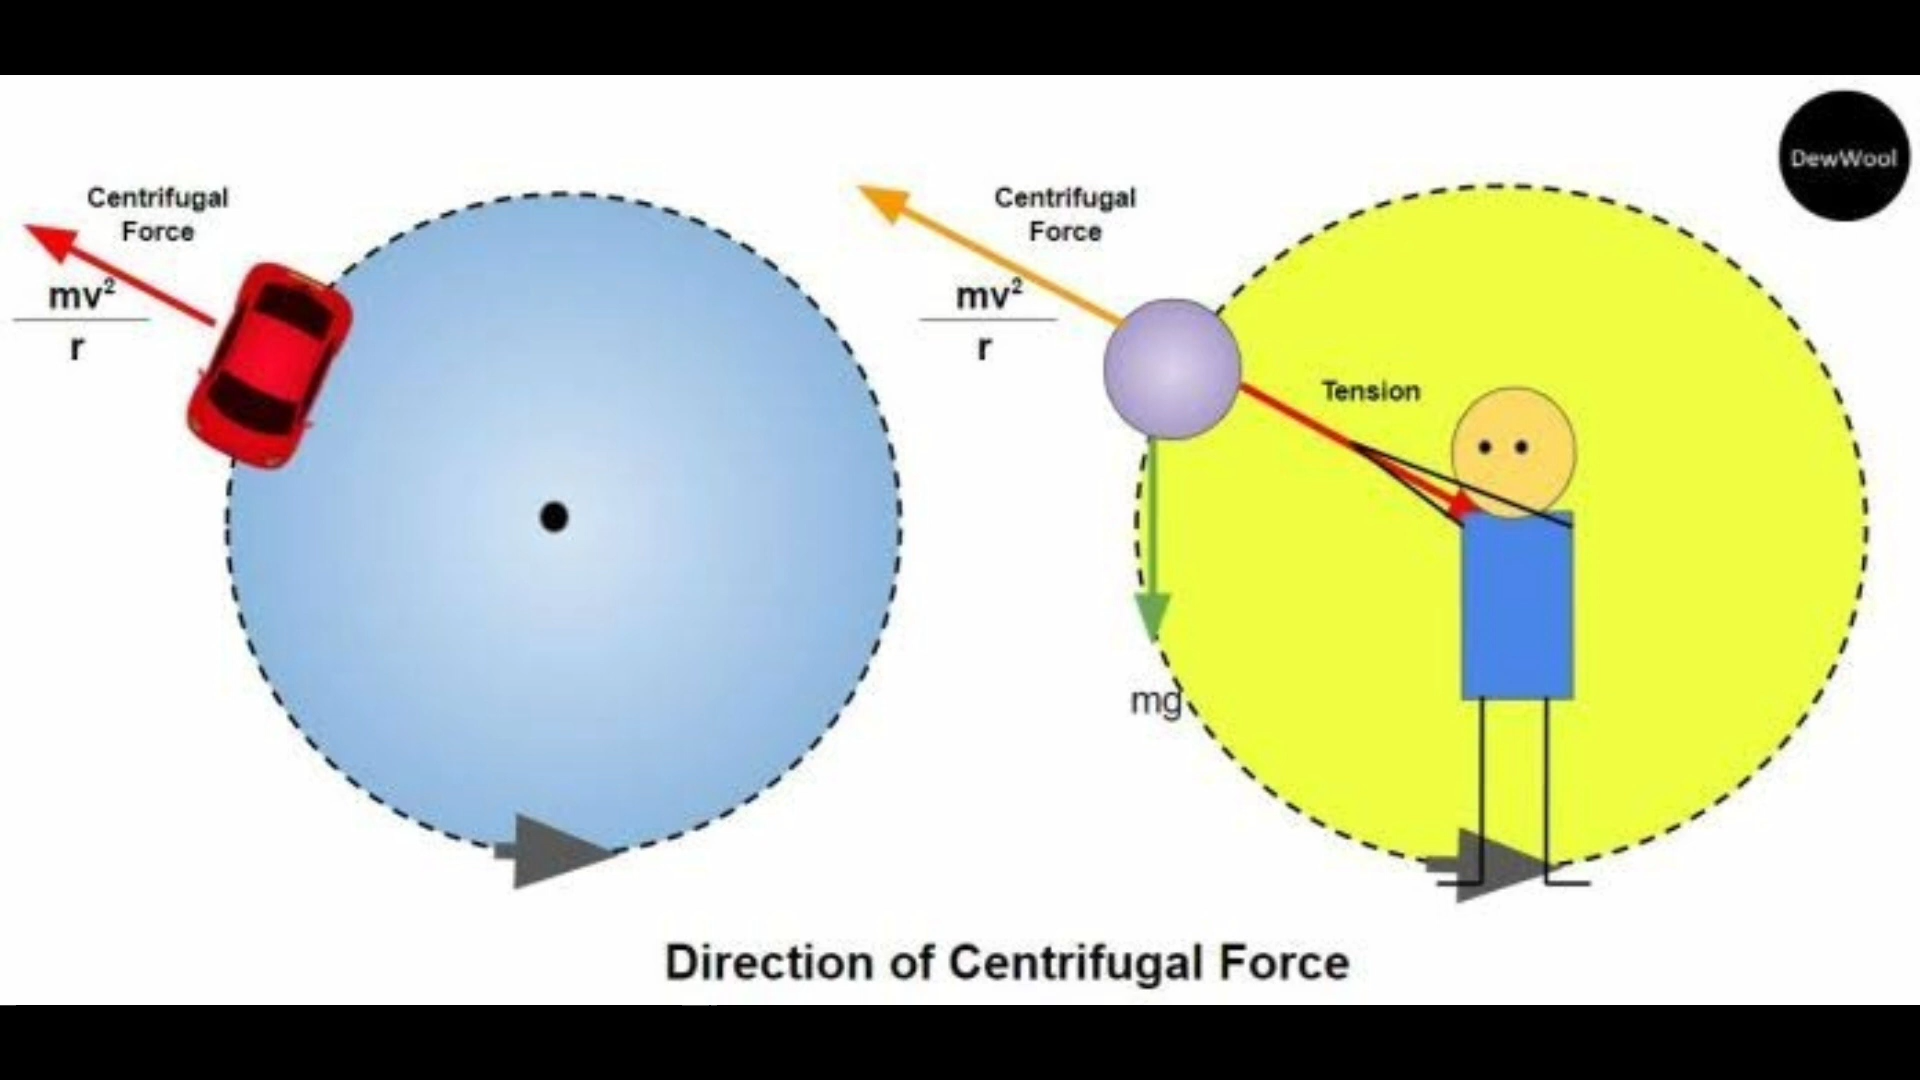 DewWool
Centrifugal
Force
mv²
r
Centrifugal
Force
mv²
r
Tension
mg
Direction of Centrifugal Force